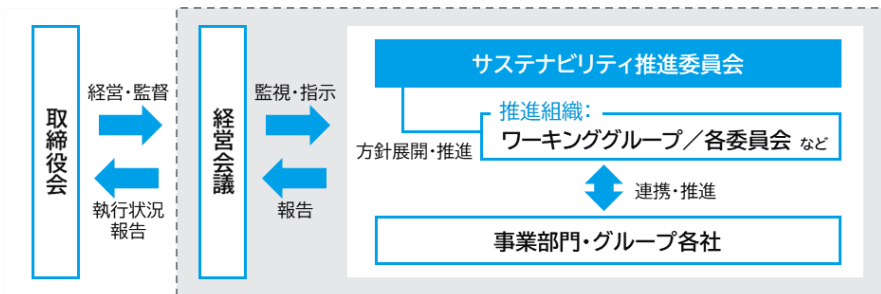 取締役会
経営・監督
執行状況
報告
経営会議
監視・指示
報告
サステナビリティ推進委員会
推進組織：
ワーキンググループ／各委員会 など
方針展開・推進
連携・推進
事業部門・グループ各社